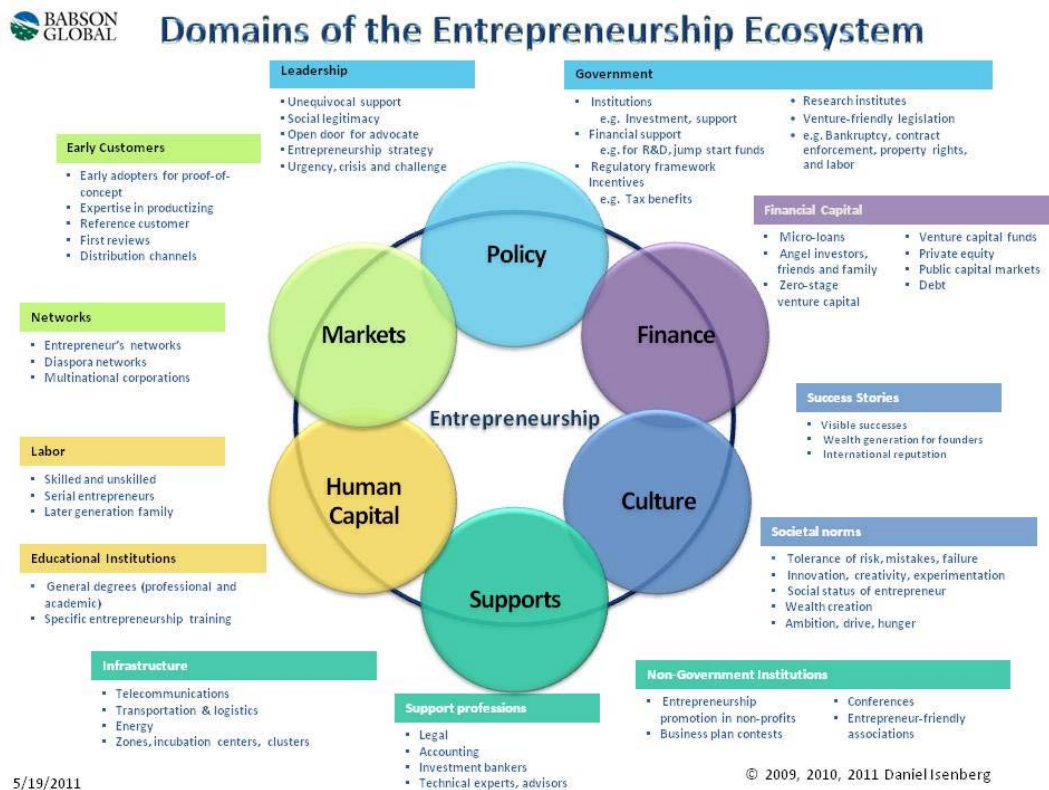 BABSON
GLOBAL
Domains of the Entrepreneurship Ecosystem
Leadership
Unequivocal support
Social legitimacy
Open door for advocate
Entrepreneurship strategy
Urgency, crisis and challenge
Government
Institutions
e.g. Investment, support
Financial support
e.g. for R&D, jump start funds
Regulatory framework
Incentives
e.g. Tax benefits
Research institutes
Venture-friendly legislation
e.g. Bankruptcy, contract
enforcement, property rights,
and labor
Early Customers
Early adopters for proof-of-
concept
Expertise in productizing
Reference customer
First reviews
Distribution channels
Financial Capital
Micro-loans
Angel investors,
friends and family
Zero-stage
venture capital
Venture capital funds
Private equity
Public capital markets
Debt
Networks
Entrepreneur's networks
Diaspora networks
Multinational corporations
Policy
Markets
Finance
Entrepreneurship
Human
Capital
Culture
Supports
Success Stories
Visible successes
Wealth generation for founders
International reputation
Labor
Skilled and unskilled
Serial entrepreneurs
Later generation family
Societal norms
Tolerance of risk, mistakes, failure
Innovation, creativity, experimentation
Social status of entrepreneur
Wealth creation
Ambition, drive, hunger
Educational Institutions
General degrees (professional and
academic)
Specific entrepreneurship training
Infrastructure
Telecommunications
Transportation & logistics
Energy
Zones, incubation centers, clusters
Support professions
Legal
Accounting
Investment bankers
Technical experts, advisors
Non-Government Institutions
Entrepreneurship
promotion in non-profits
Business plan contests
Conferences
Entrepreneur-friendly
associations
5/19/2011
© 2009, 2010, 2011 Daniel Isenberg